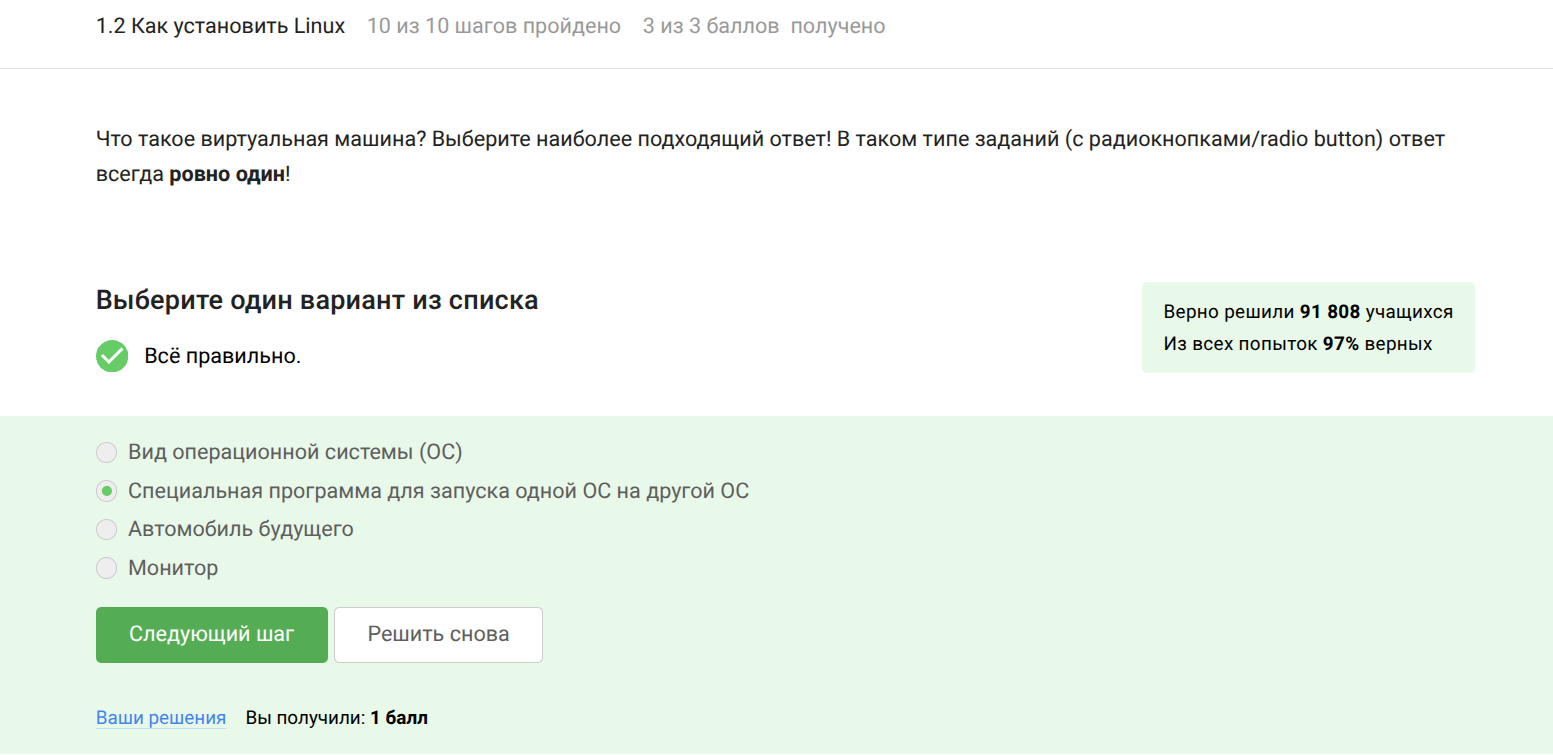 1.2 Как установить Linux 10 из 10 шагов пройдено 3 из 3 баллов получено
Что такое виртуальная машина? Выберите наиболее подходящий ответ! В таком типе заданий (с радиокнопками/radio button) ответ
всегда ровно один!
Выберите один вариант из списка
Всё правильно.
Верно решили 91 808 учащихся
Из всех попыток 97% верных
Вид операционной системы (ОС)
Специальная программа для запуска одной ОС на другой ОС
Автомобиль будущего
Монитор
Следующий шаг Решить снова
Ваши решения Вы получили: 1 балл